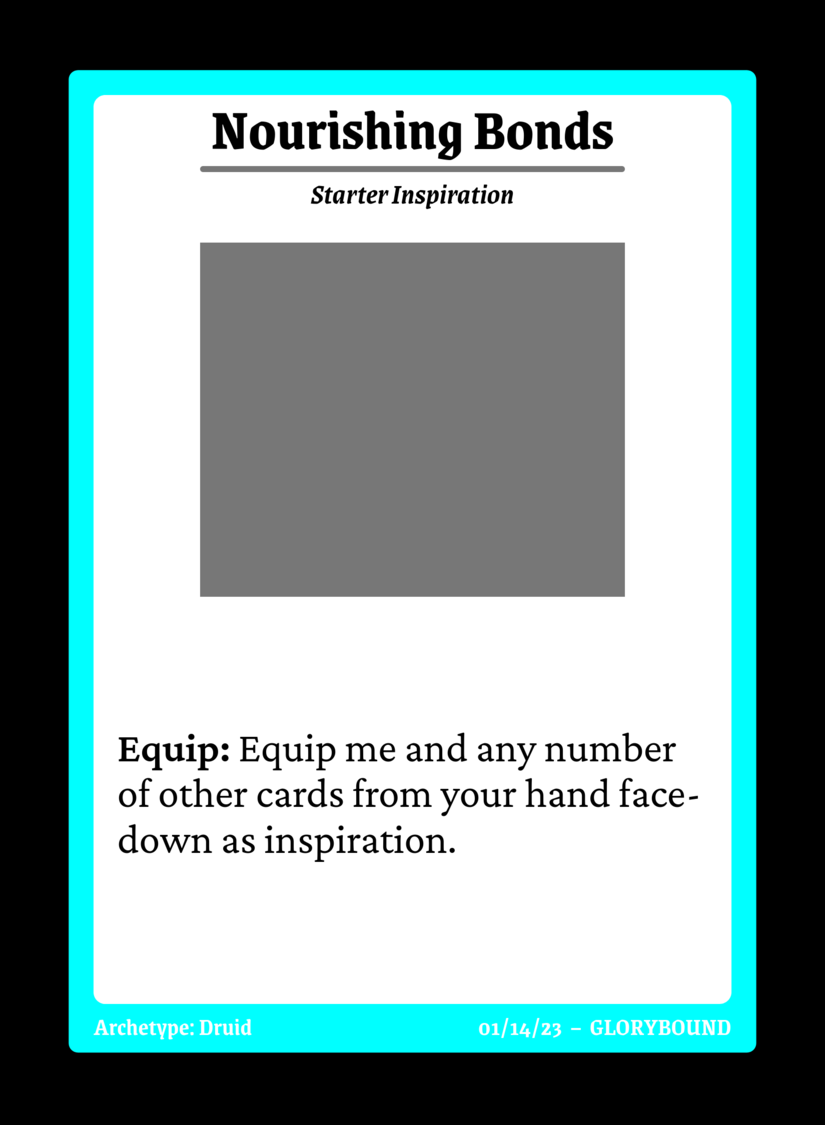 Nourishing Bonds
Starter Inspiration
Equip: Equip me and any number
of other cards from your hand face-
down as inspiration.
Archetype: Druid
01/14/23 – GLORYBOUND